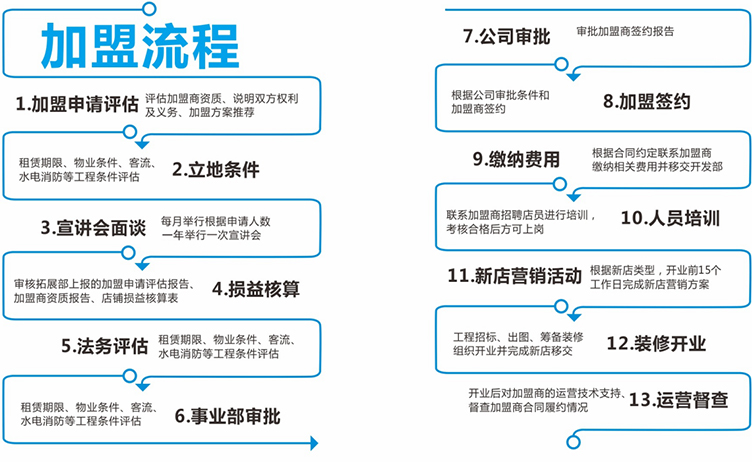 加盟流程
1.加盟申请评估
评估加盟商资质、说明双方权利
及义务、加盟方案推荐
租赁期限、物业条件、客流、
水电消防等工程条件评估
2.立地条件
3.宣讲会面谈
每月举行根据申请人数
一年举行一次宣讲会
审核拓展部上报的加盟申请评估报告、
加盟商资质报告、店铺损益核算表
4.损益核算
5.法务评估
租赁期限、物业条件、客流、
水电消防等工程条件评估
租赁期限、物业条件、客流、
水电消防等工程条件评估
6.事业部审批
7.公司审批
审批加盟商签约报告
根据公司审批条件和
加盟商签约
8.加盟签约
9.缴纳费用
根据合同约定联系加盟商
缴纳相关费用并移交开发部
联系加盟商招聘店员进行培训，
考核合格后方可上岗
10.人员培训
11.新店营销活动
根据新店类型，开业前15个
工作日完成新店营销方案
工程招标、出图、筹备装修
组织开业并完成新店移交
12.装修开业
开业后对加盟商的运营技术支持、
督查加盟商合同履约情况
13.运营督查